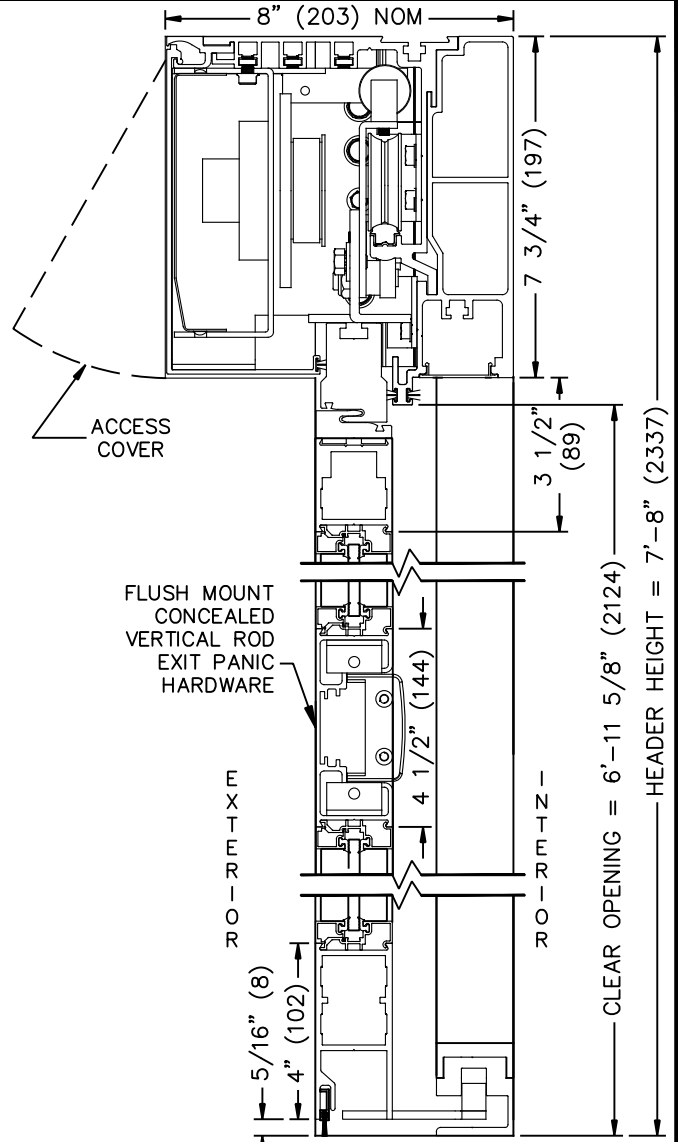 8" (203) NOM
7 3/4" (197)
ACCESS
COVER
3 1/2"
(89)
FLUSH MOUNT
CONCEALED
VERTICAL ROD
EXIT PANIC
HARDWARE
4 1/2" (144)
EXTERIOR
INTERIOR
CLEAR OPENING = 6'-11 5/8" (2124)
HEADER HEIGHT = 7'-8" (2337)
5/16" (8)
4" (102)